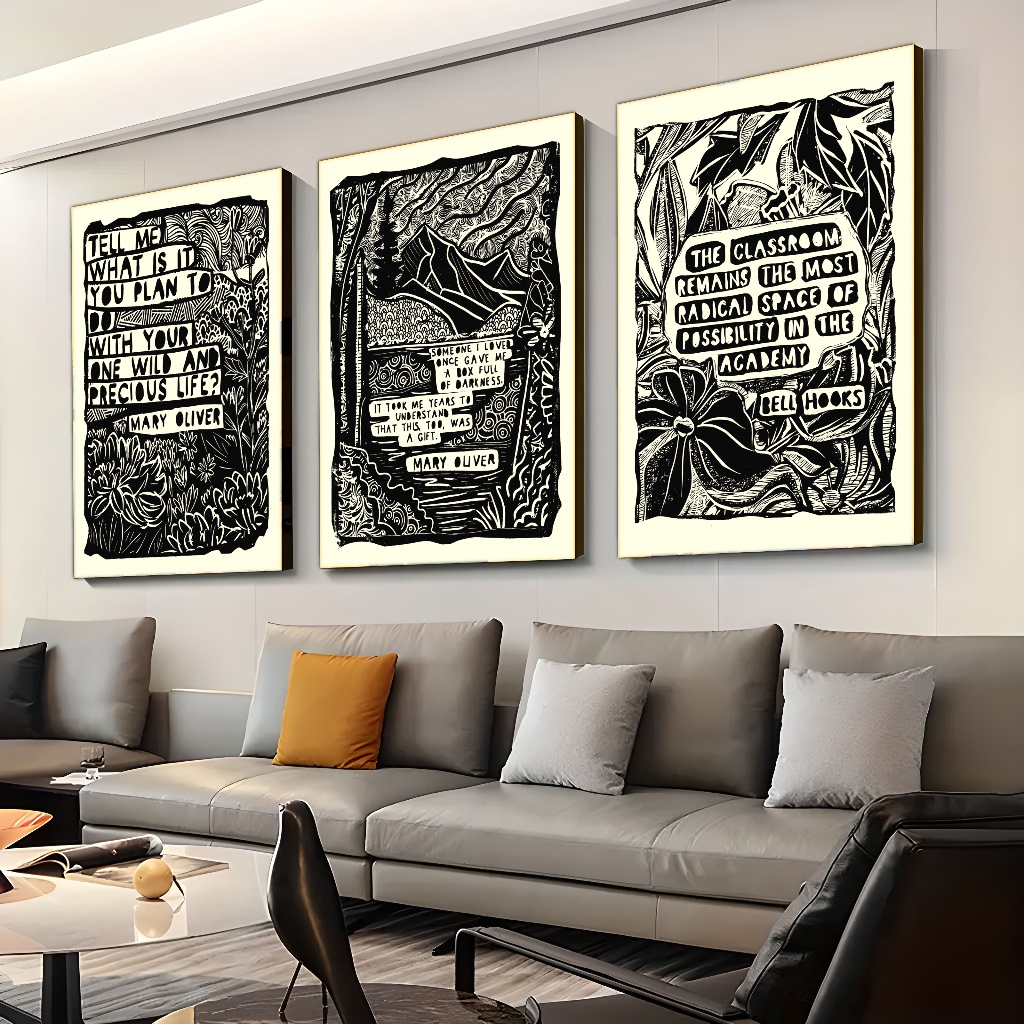 TELL ME
WHAT IS IT
YOU PLAN TO
DO
WITH YOUR
ONE WILD AND
PRECIOUS LIFE?
MARY OLIVER
SOMEONE I LOVED
ONCE GAVE ME
A BOX FULL
OF DARKNESS.
IT TOOK ME YEARS TO
UNDERSTAND
THAT THIS, TOO, WAS
A GIFT.
MARY OLIVER
THE CLASSROOM
REMAINS THE MOST
RADICAL SPACE OF
POSSIBILITY IN THE
ACADEMY
BELL HOOKS